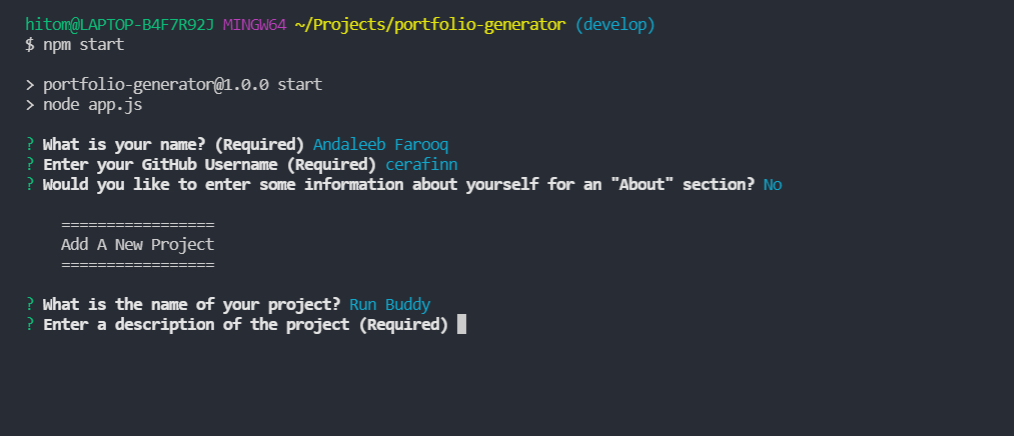 hitom@LAPTOP-B4F7R92J MINGW64 ~/Projects/portfolio-generator (develop)
$ npm start
> portfolio-generator@1.0.0 start
> node app.js
? What is your name? (Required) Andaleeb Farooq
? Enter your GitHub Username (Required) cerafinn
? Would you like to enter some information about yourself for an "About" section? No
=================
Add A New Project
=================
? What is the name of your project? Run Buddy
? Enter a description of the project (Required)